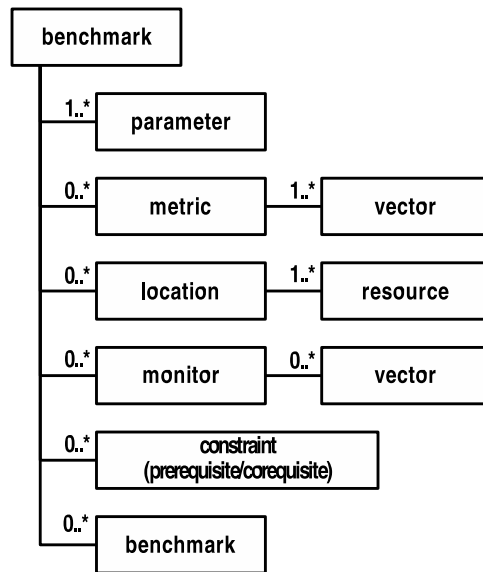 benchmark
1..*
parameter
0..*
metric
1..*
vector
0..*
location
1..*
resource
0..*
monitor
0..*
vector
0..*
constraint
(prerequisite/corequisite)
0..*
benchmark